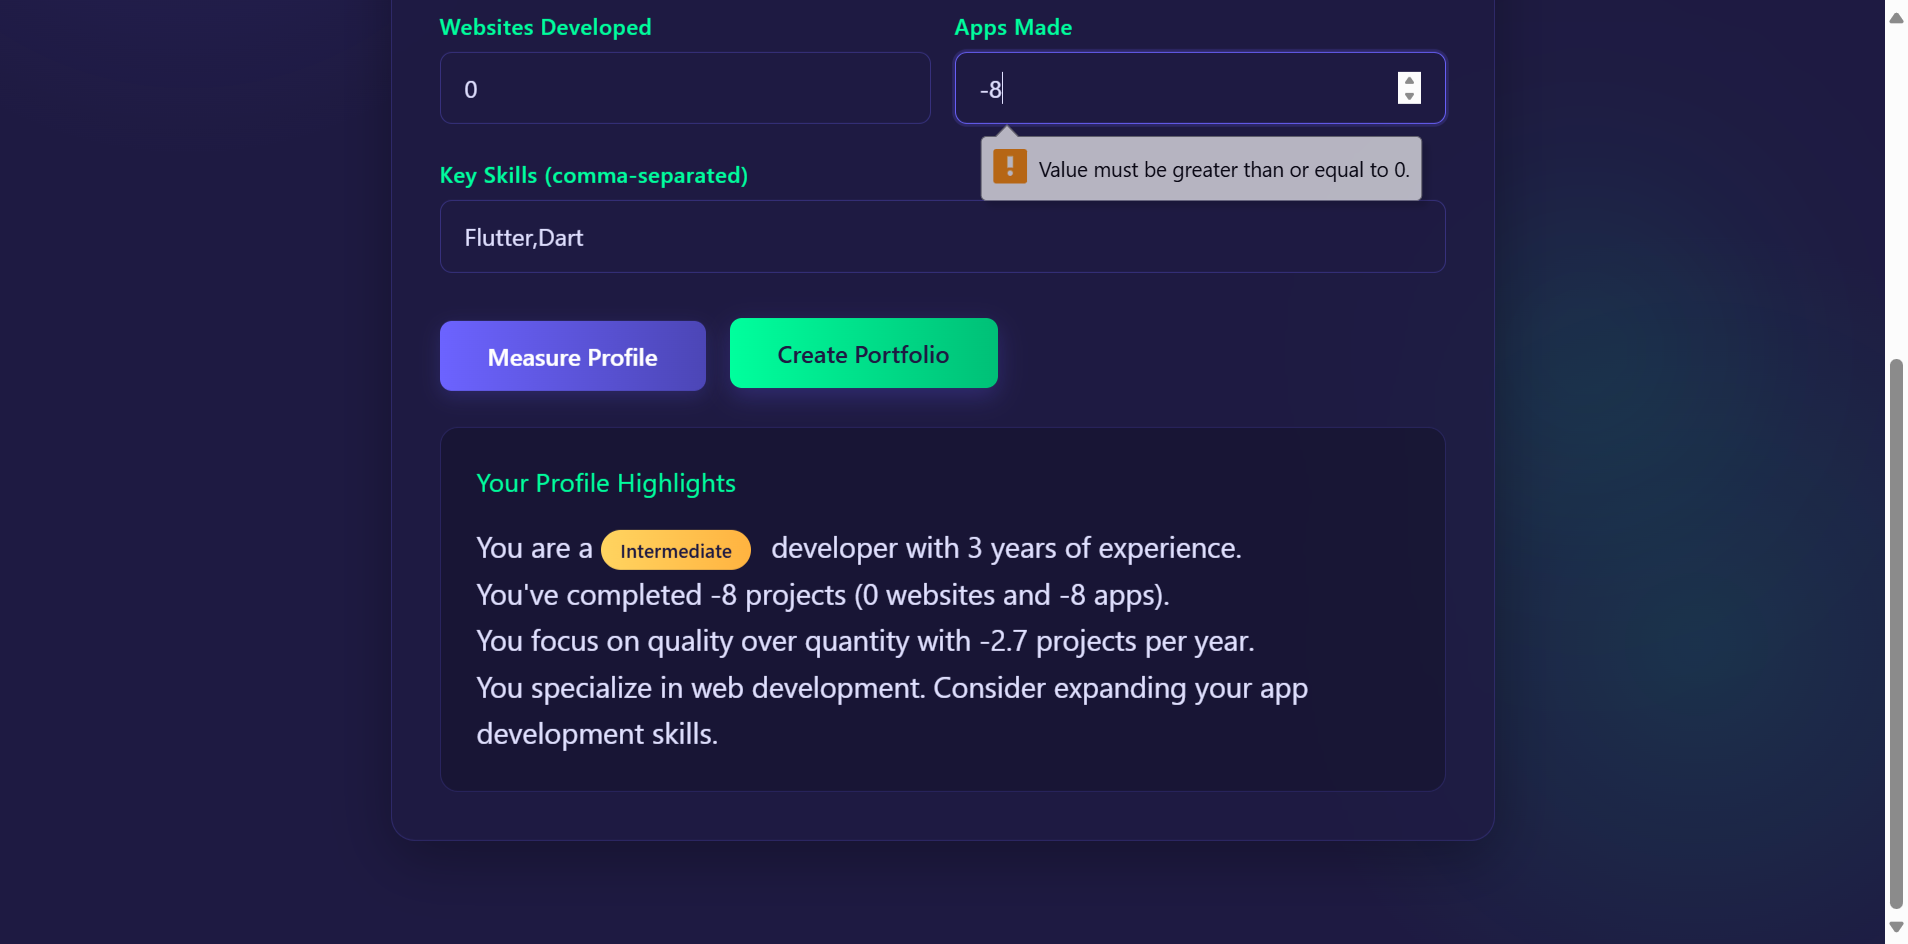 Websites Developed
Apps Made
0
-8
Value must be greater than or equal to 0.
Key Skills (comma-separated)
Flutter,Dart
Measure Profile
Create Portfolio
Your Profile Highlights
You are a Intermediate developer with 3 years of experience.
You've completed -8 projects (0 websites and -8 apps).
You focus on quality over quantity with -2.7 projects per year.
You specialize in web development. Consider expanding your app
development skills.